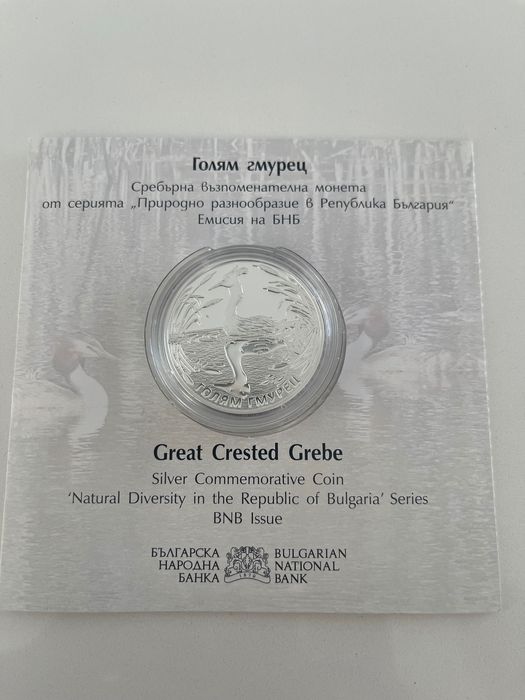 Голям гмурец
Сребърна възпоменателна монета
от серията „Природно разнообразие в Република България“
Емисия на БНБ
ГОЛЯМ ГМУРЕЦ
Great Crested Grebe
Silver Commemorative Coin
‘Natural Diversity in the Republic of Bulgaria’ Series
BNB Issue
БЪЛГАРСКА
НАРОДНА
БАНКА
1879
BULGARIAN
NATIONAL
BANK